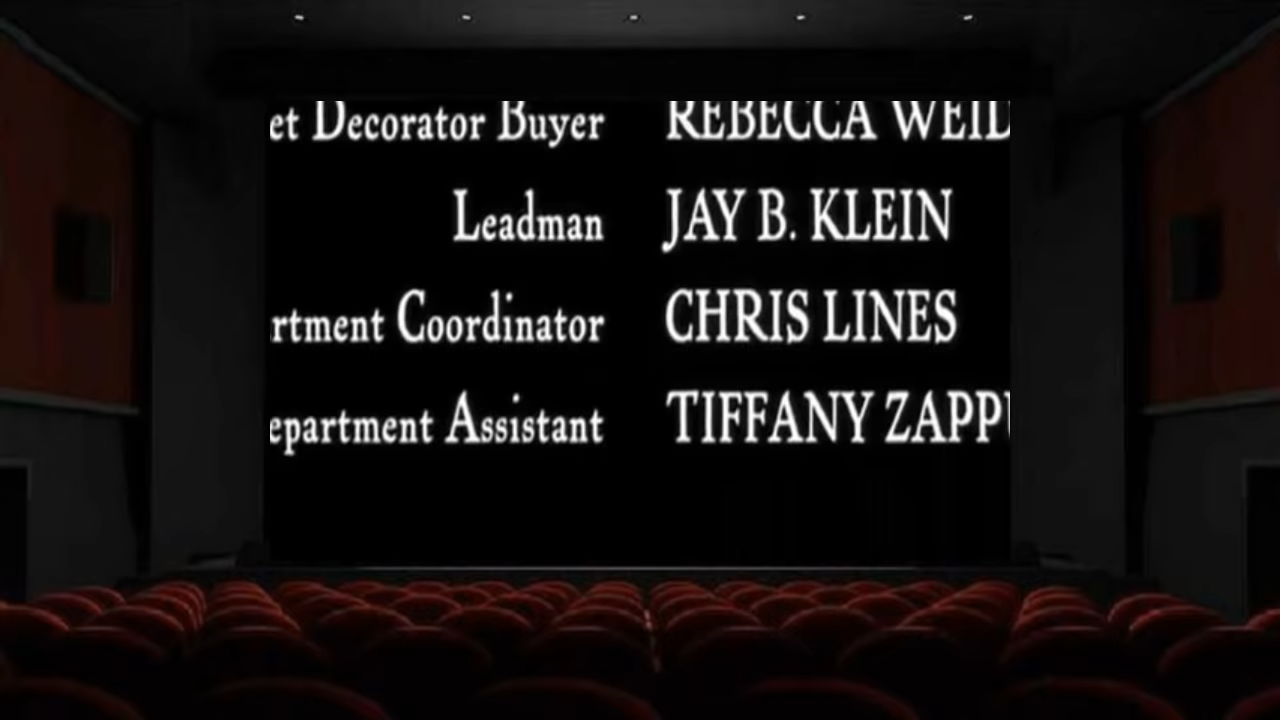 et Decorator Buyer REBECCA WEID
Leadman JAY B. KLEIN
rtment Coordinator CHRIS LINES
epartment Assistant TIFFANY ZAPP